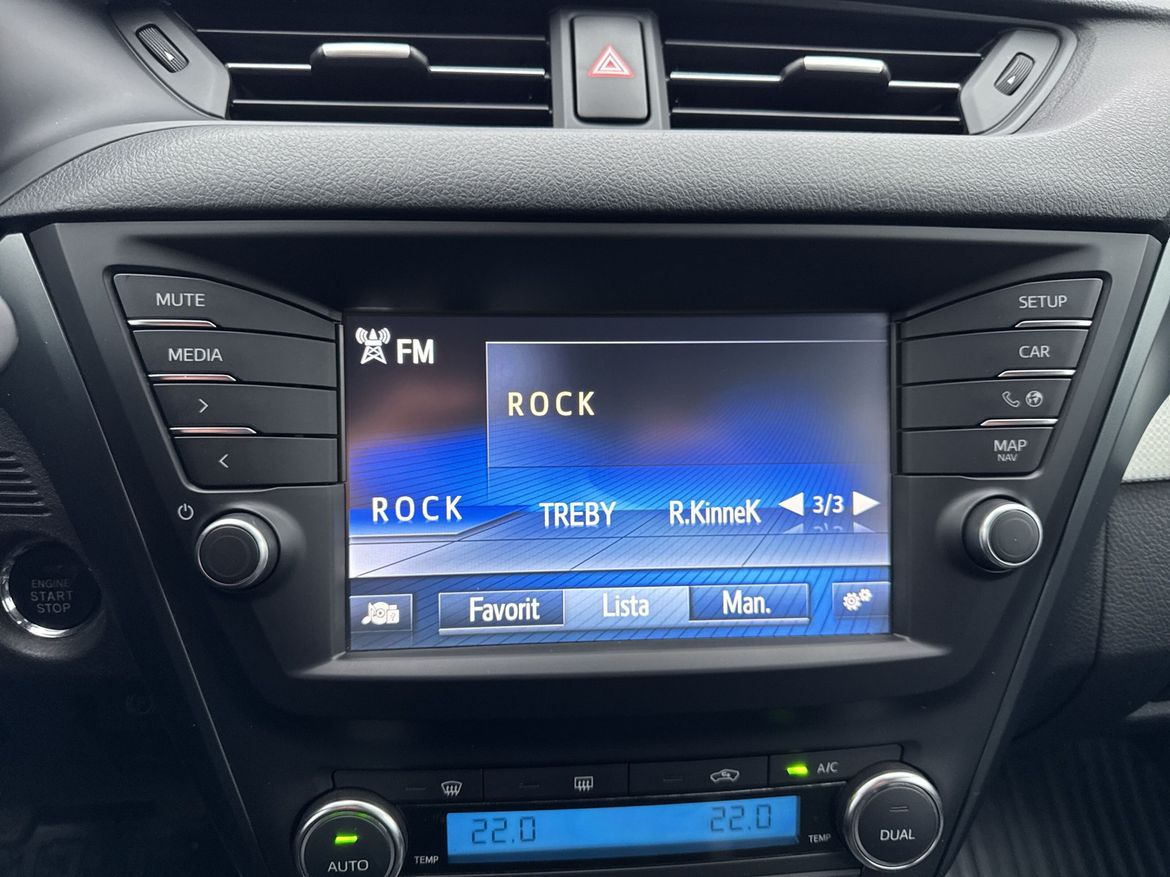 MUTE
MEDIA
>
<
SETUP
CAR
MAP
NAV
FM
ROCK
ROCK TREBY R.KinneK 3/3
Favorit Lista Man.
ENGINE
START
STOP
A/C
22.0 22.0
AUTO TEMP TEMP DUAL